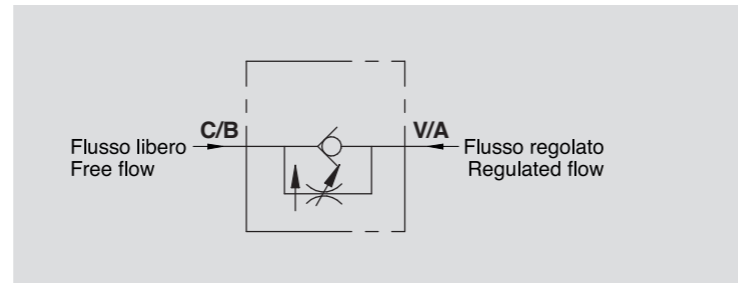 C/B
V/A
Flusso libero
Free flow
Flusso regolato
Regulated flow